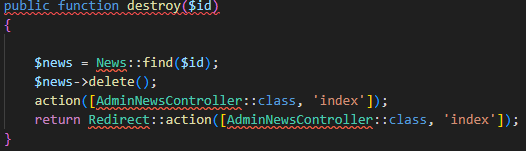 public function destroy($id)
{
$news = News::find($id);
$news->delete();
action([AdminNewsController::class, 'index']);
return Redirect::action([AdminNewsController::class, 'index']);
}